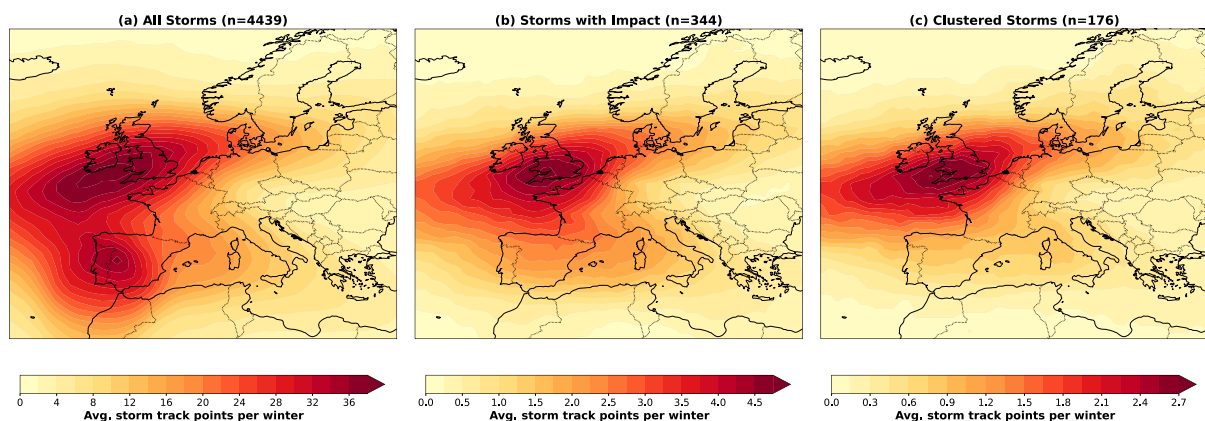 (a) All Storms (n=4439)
(b) Storms with Impact (n=344)
(c) Clustered Storms (n=176)
0 4 8 12 16 20 24 28 32 36
Avg. storm track points per winter
0.0 0.5 1.0 1.5 2.0 2.5 3.0 3.5 4.0 4.5
Avg. storm track points per winter
0.0 0.3 0.6 0.9 1.2 1.5 1.8 2.1 2.4 2.7
Avg. storm track points per winter